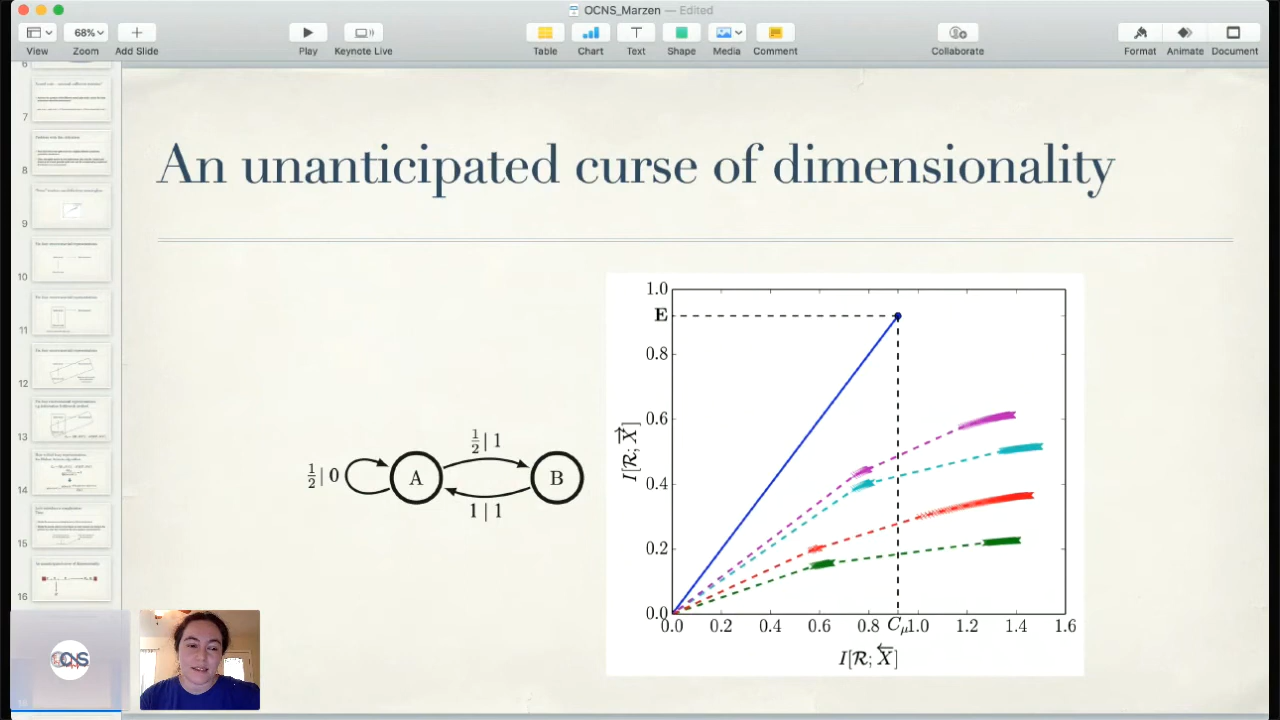 OCNS_Marzen — Edited
View 68% Zoom Add Slide Play Keynote Live Table Chart Text Shape Media Comment Collaborate Format Animate Document
6
7
8
9
10
11
12
13
14
15
16
An unanticipated curse of dimensionality
½ | 0
A
½ | 1
B
1 | 1
1.0
E
0.8
0.6
0.4
0.2
0.0
I[R; X⃗]
0.0 0.2 0.4 0.6 0.8 Cμ 1.0 1.2 1.4 1.6
I[R; X⃖]
OCNS